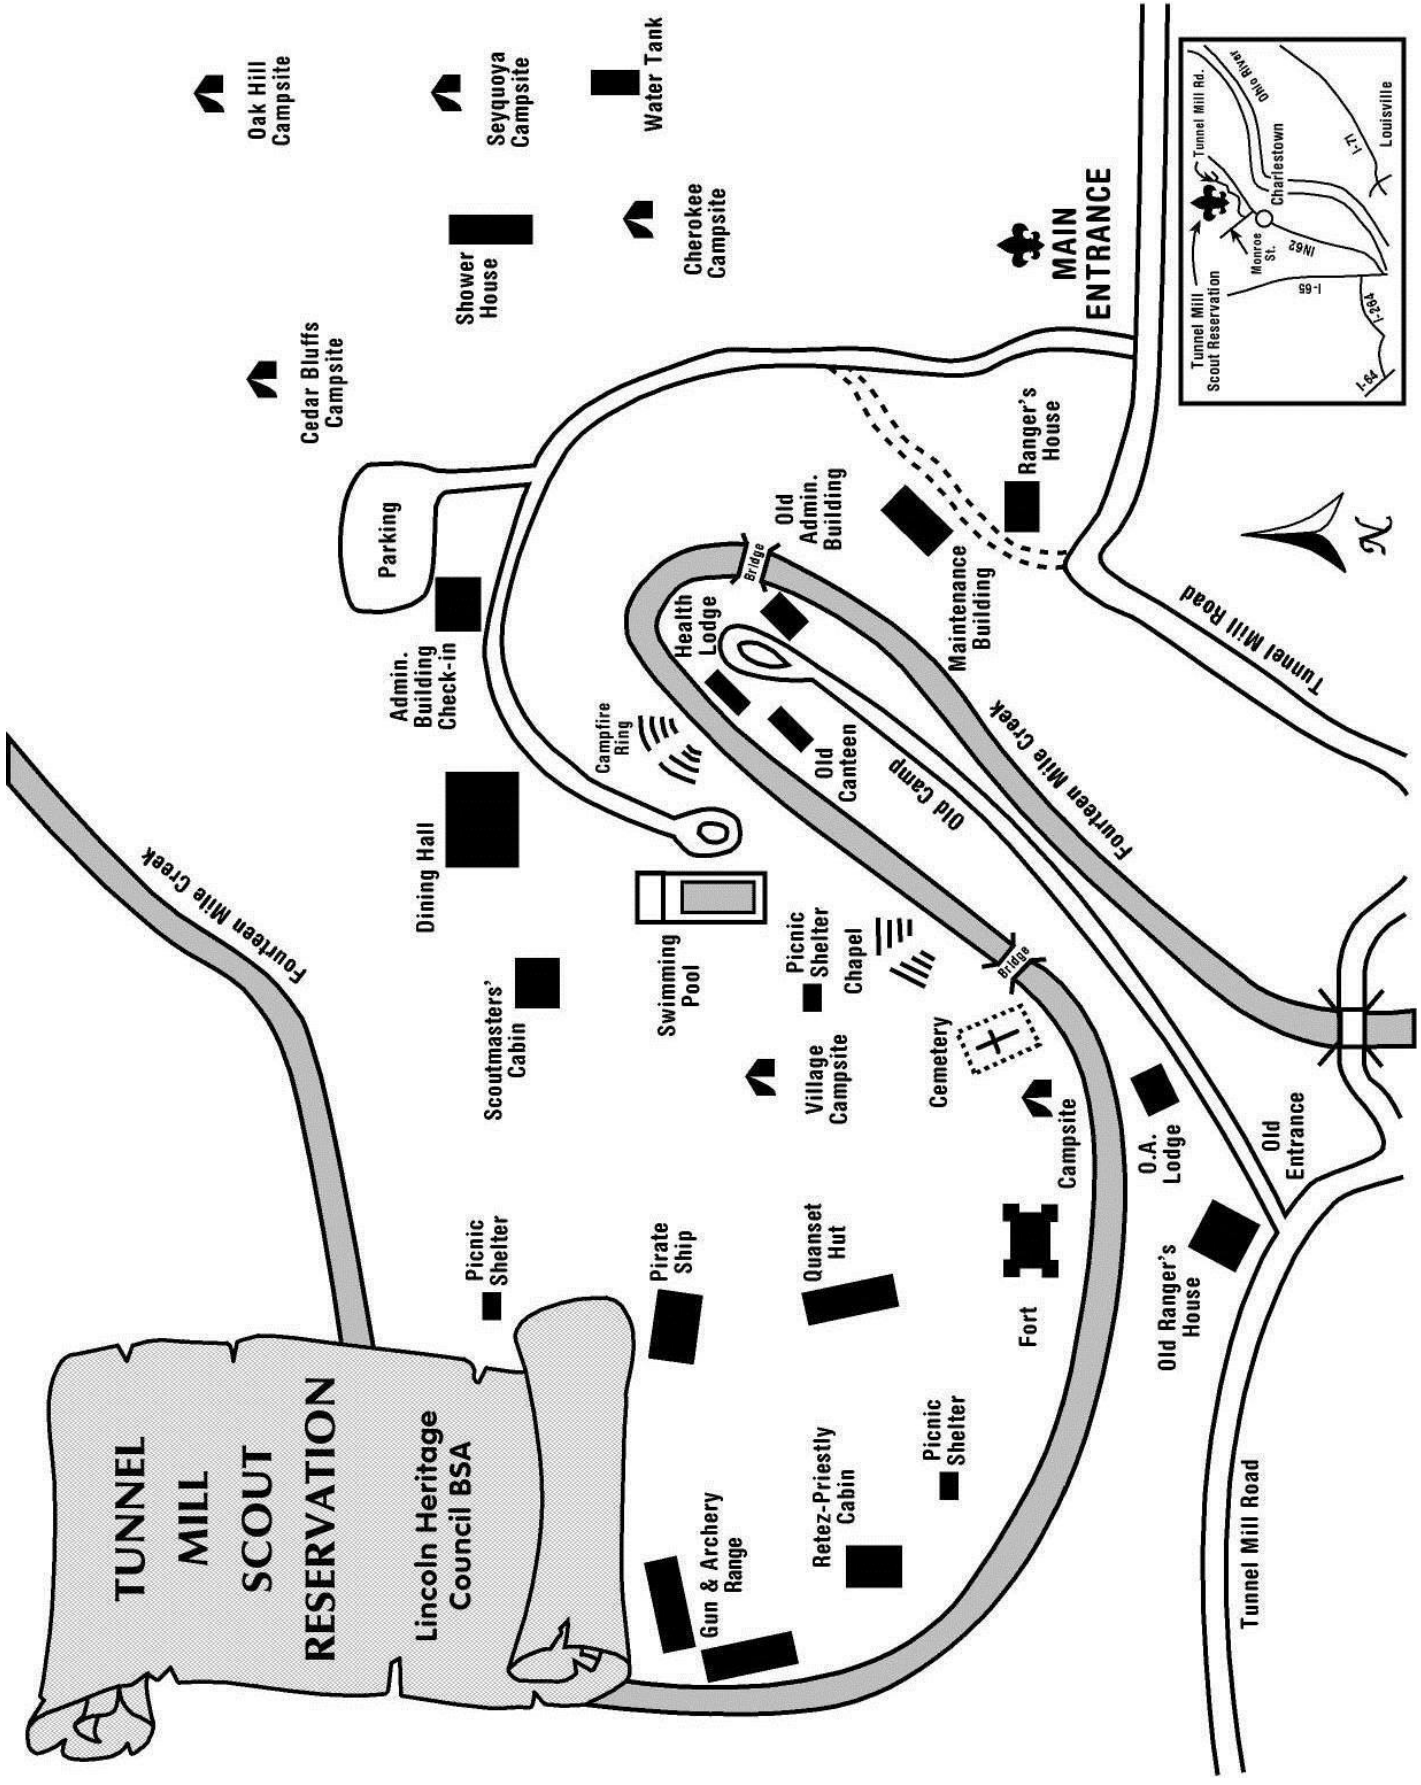 TUNNEL
MILL
SCOUT
RESERVATION
Lincoln Heritage
Council BSA
Fourteen Mile Creek
Cedar Bluffs
Campsite
Oak Hill
Campsite
Parking
Admin.
Building
Check-in
Dining Hall
Shower
House
Seyquoya
Campsite
Water Tank
Cherokee
Campsite
Picnic
Shelter
Scoutmasters'
Cabin
Campfire
Ring
Swimming
Pool
Pirate
Ship
Gun & Archery
Range
Health
Lodge
Bridge
Old
Admin.
Building
Old
Canteen
Picnic
Shelter
Chapel
Village
Campsite
Quanset
Hut
Retez-Priestly
Cabin
Old Camp
Cemetery
Bridge
Picnic
Shelter
Maintenance
Building
Ranger's
House
MAIN
ENTRANCE
Fourteen Mile Creek
Campsite
Fort
O.A.
Lodge
Old Ranger's
House
Old
Entrance
Tunnel Mill Road
Tunnel Mill Road
N
Tunnel Mill
Scout Reservation
Tunnel Mill Rd.
Ohio River
Monroe
St.
Charlestown
IN62
I-65
I-71
I-264
I-64
Louisville